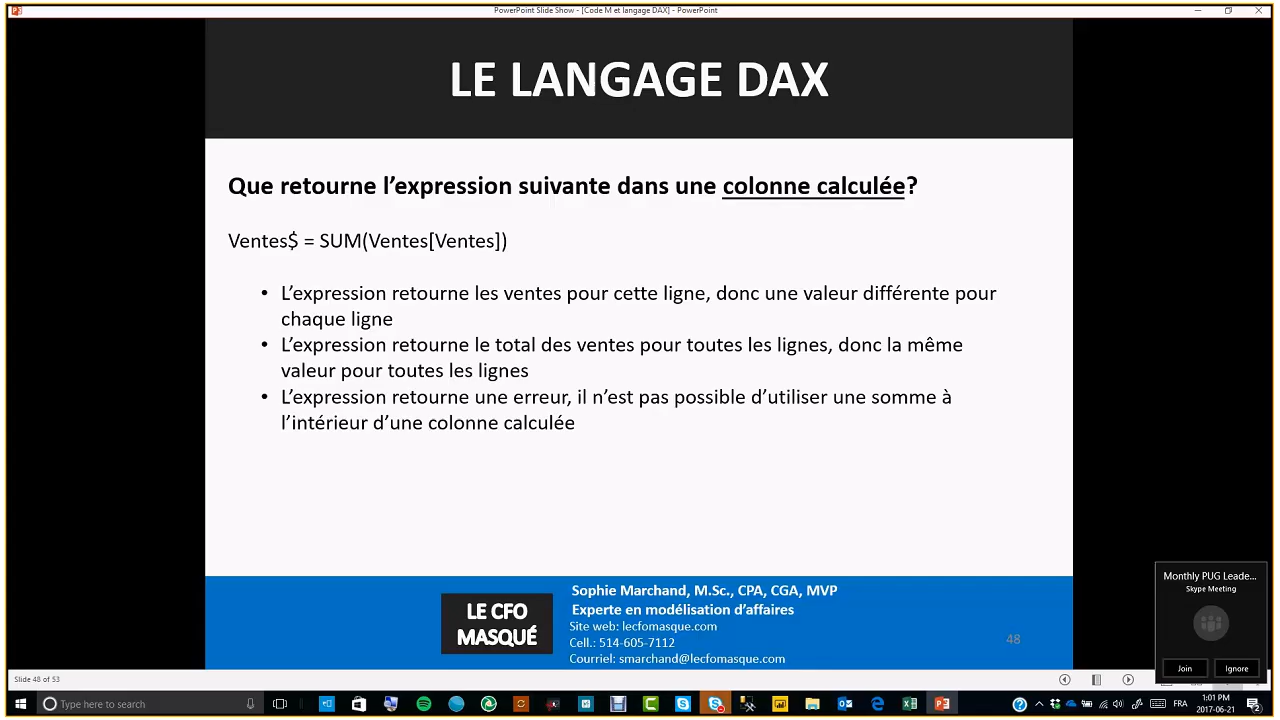 PowerPoint Slide Show - [Code M et langage DAX] - PowerPoint
LE LANGAGE DAX
Que retourne l’expression suivante dans une colonne calculée?
Ventes$ = SUM(Ventes[Ventes])
• L’expression retourne les ventes pour cette ligne, donc une valeur différente pour
chaque ligne
• L’expression retourne le total des ventes pour toutes les lignes, donc la même
valeur pour toutes les lignes
• L’expression retourne une erreur, il n’est pas possible d’utiliser une somme à
l’intérieur d’une colonne calculée
LE CFO
MASQUÉ
Sophie Marchand, M.Sc., CPA, CGA, MVP
Experte en modélisation d’affaires
Site web: lecfomasque.com
Cell.: 514-605-7112
Courriel: smarchand@lecfomasque.com
48
Monthly PUG Leade...
Skype Meeting
Join
Ignore
Slide 48 of 53
Type here to search
FRA
1:01 PM
2017-06-21